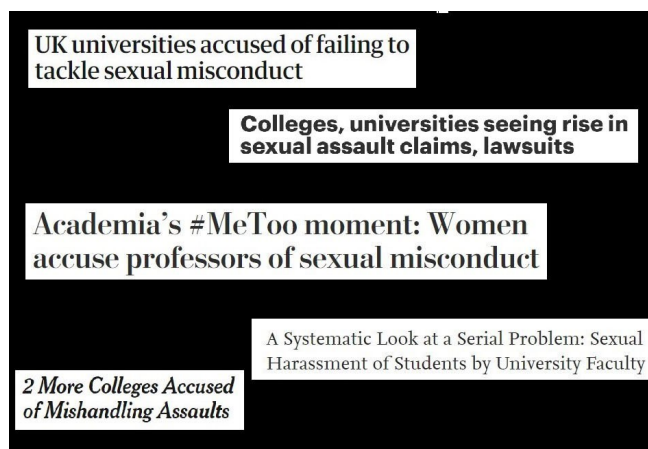 UK universities accused of failing to
tackle sexual misconduct
Colleges, universities seeing rise in
sexual assault claims, lawsuits
Academia's #MeToo moment: Women
accuse professors of sexual misconduct
A Systematic Look at a Serial Problem: Sexual
Harassment of Students by University Faculty
2 More Colleges Accused
of Mishandling Assaults